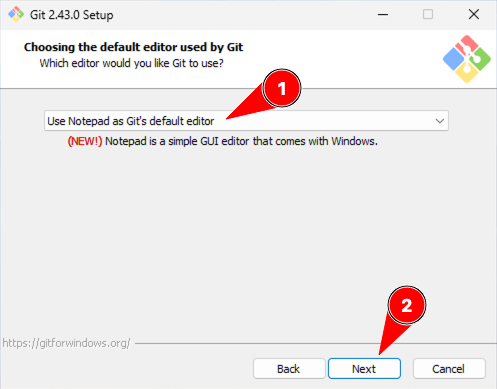 Git 2.43.0 Setup
Choosing the default editor used by Git
Which editor would you like Git to use?
1
Use Notepad as Git's default editor
(NEW!) Notepad is a simple GUI editor that comes with Windows.
2
https://gitforwindows.org/
Back
Next
Cancel